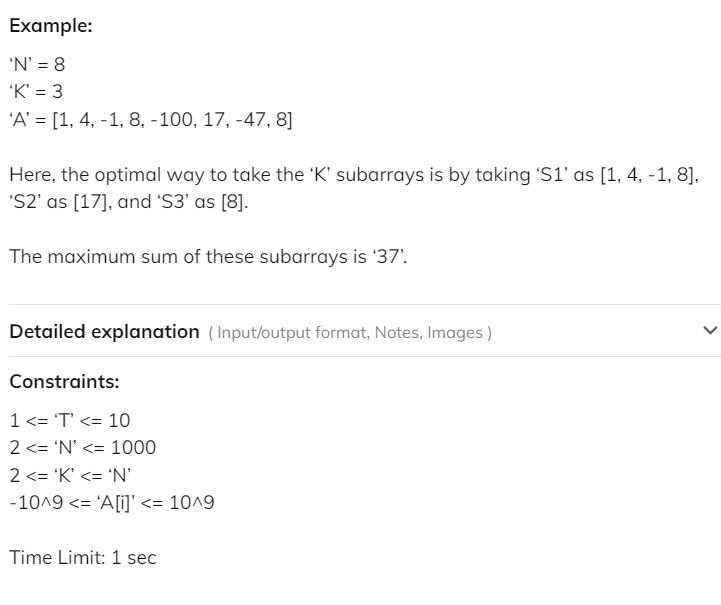 Example:
‘N’ = 8
‘K’ = 3
‘A’ = [1, 4, -1, 8, -100, 17, -47, 8]
Here, the optimal way to take the ‘K’ subarrays is by taking ‘S1’ as [1, 4, -1, 8],
‘S2’ as [17], and ‘S3’ as [8].
The maximum sum of these subarrays is ‘37’.
Detailed explanation ( Input/output format, Notes, Images )
Constraints:
1 <= ‘T’ <= 10
2 <= ‘N’ <= 1000
2 <= ‘K’ <= ‘N’
-10^9 <= ‘A[i]’ <= 10^9
Time Limit: 1 sec